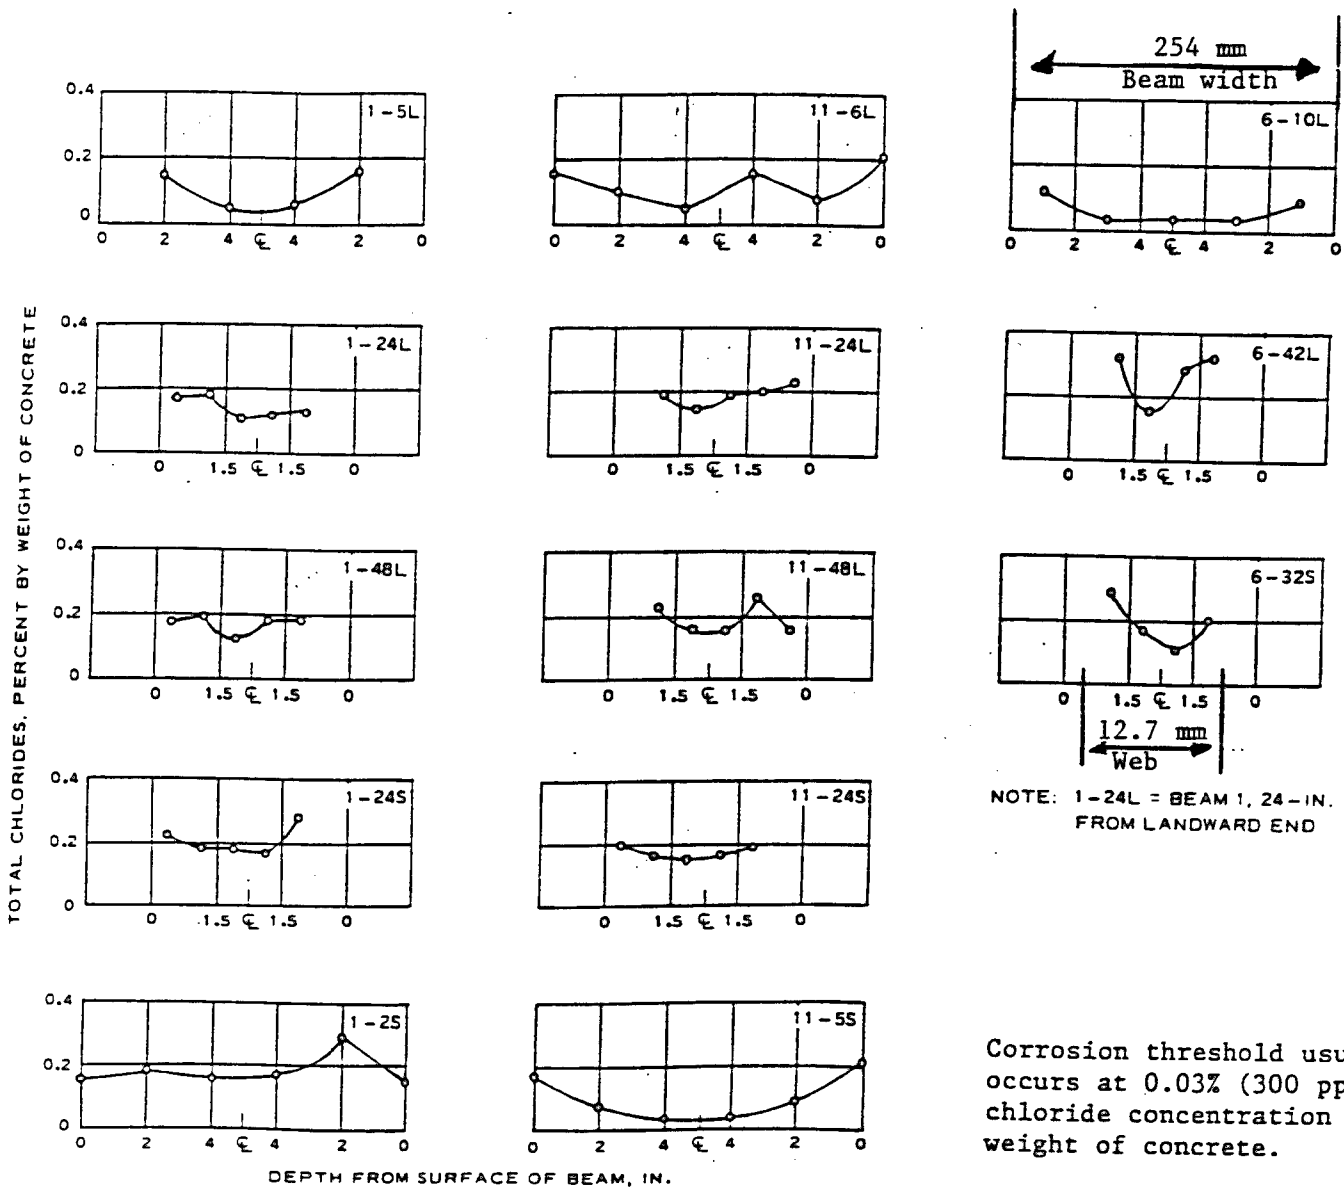 254 mm
Beam width
0.4
0.2
0
1-5L
0 2 4 ℄ 4 2 0
11-6L
0 2 4 ℄ 4 2 0
6-10L
0 2 ℄ 4 2 0
TOTAL CHLORIDES, PERCENT BY WEIGHT OF CONCRETE
0.4
0.2
0
1-24L
0 1.5 ℄ 1.5 0
11-24L
0 1.5 ℄ 1.5 0
6-42L
0 1.5 ℄ 1.5 0
0.4
0.2
0
1-48L
0 1.5 ℄ 1.5 0
11-48L
0 1.5 ℄ 1.5 0
6-32S
0 1.5 ℄ 1.5 0
12.7 mm
Web
0.4
0.2
0
1-24S
0 1.5 ℄ 1.5 0
11-24S
0 1.5 ℄ 1.5 0
NOTE: 1-24L = BEAM 1, 24-IN.
FROM LANDWARD END
0.4
0.2
0
1-2S
0 2 4 ℄ 4 2 0
11-5S
0 2 4 ℄ 4 2 0
DEPTH FROM SURFACE OF BEAM, IN.
Corrosion threshold usu
occurs at 0.03% (300 pp
chloride concentration
weight of concrete.